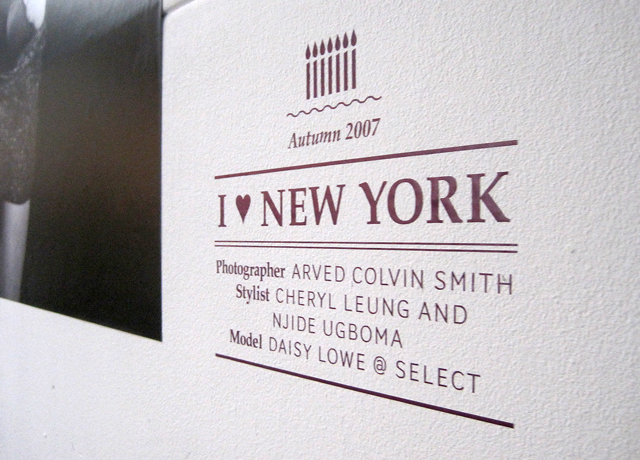 Autumn 2007
I ♥ NEW YORK
Photographer ARVED COLVIN SMITH
Stylist CHERYL LEUNG AND
NJIDE UGBOMA
Model DAISY LOWE @ SELECT